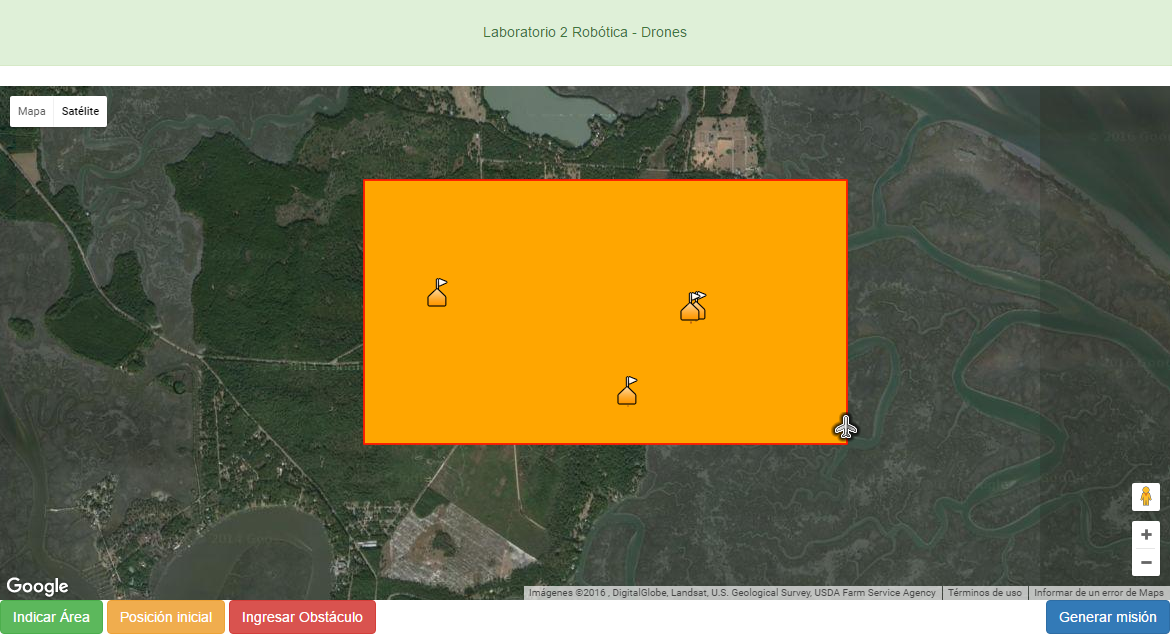 Laboratorio 2 Robótica - Drones
Mapa Satélite
Google
Imágenes ©2016 , DigitalGlobe, Landsat, U.S. Geological Survey, USDA Farm Service Agency Términos de uso Informar de un error de Maps
Indicar Área Posición inicial Ingresar Obstáculo Generar misión